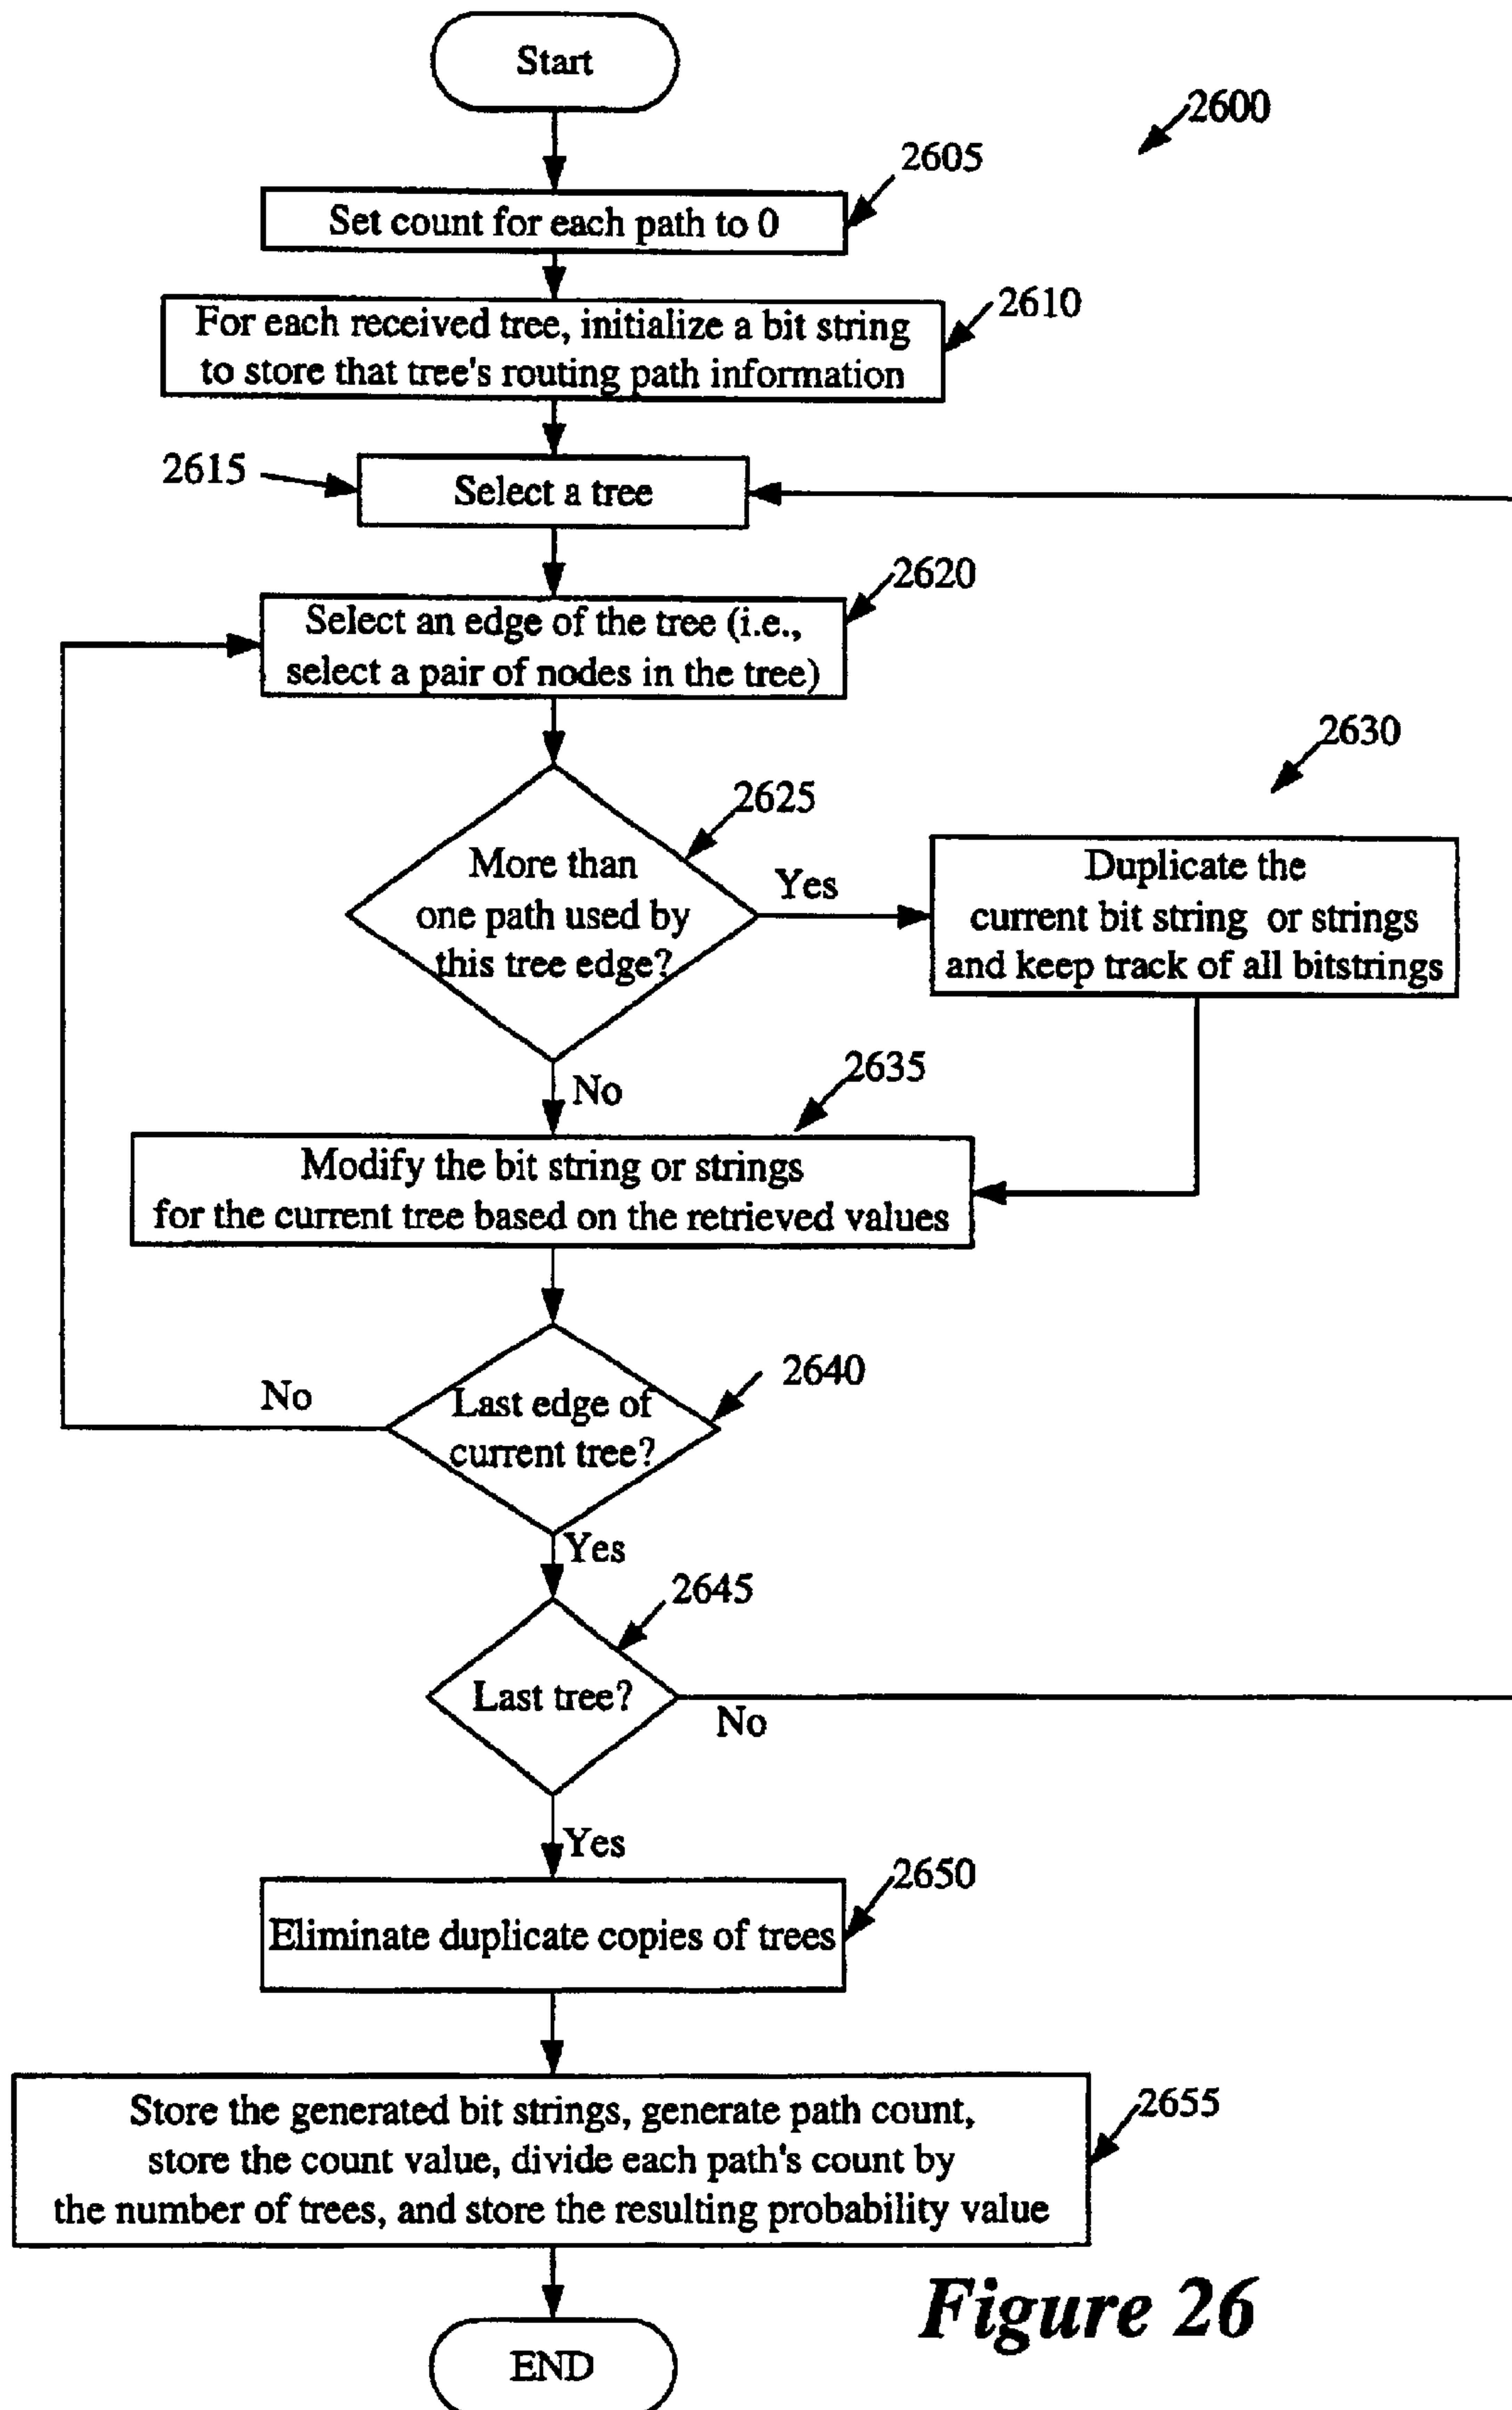 Start
2600
2605
Set count for each path to 0
2610
For each received tree, initialize a bit string
to store that tree's routing path information
2615
Select a tree
2620
Select an edge of the tree (i.e.,
select a pair of nodes in the tree)
2630
2625
More than
one path used by
this tree edge?
Yes
Duplicate the
current bit string or strings
and keep track of all bitstrings
No
2635
Modify the bit string or strings
for the current tree based on the retrieved values
2640
No
Last edge of
current tree?
Yes
2645
Last tree?
No
Yes
2650
Eliminate duplicate copies of trees
2655
Store the generated bit strings, generate path count,
store the count value, divide each path's count by
the number of trees, and store the resulting probability value
Figure 26
END